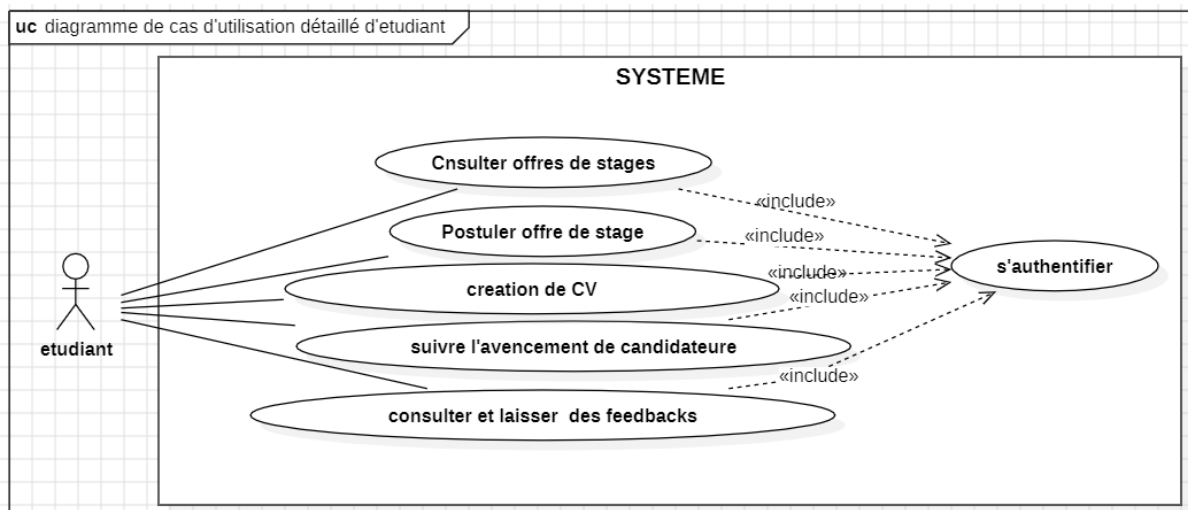 uc diagramme de cas d'utilisation détaillé d'etudiant
SYSTEME
Cnsulter offres de stages
«include»
Postuler offre de stage
«include»
s'authentifier
«include»
creation de CV
«include»
suivre l'avencement de candidateure
etudiant
«include»
consulter et laisser des feedbacks